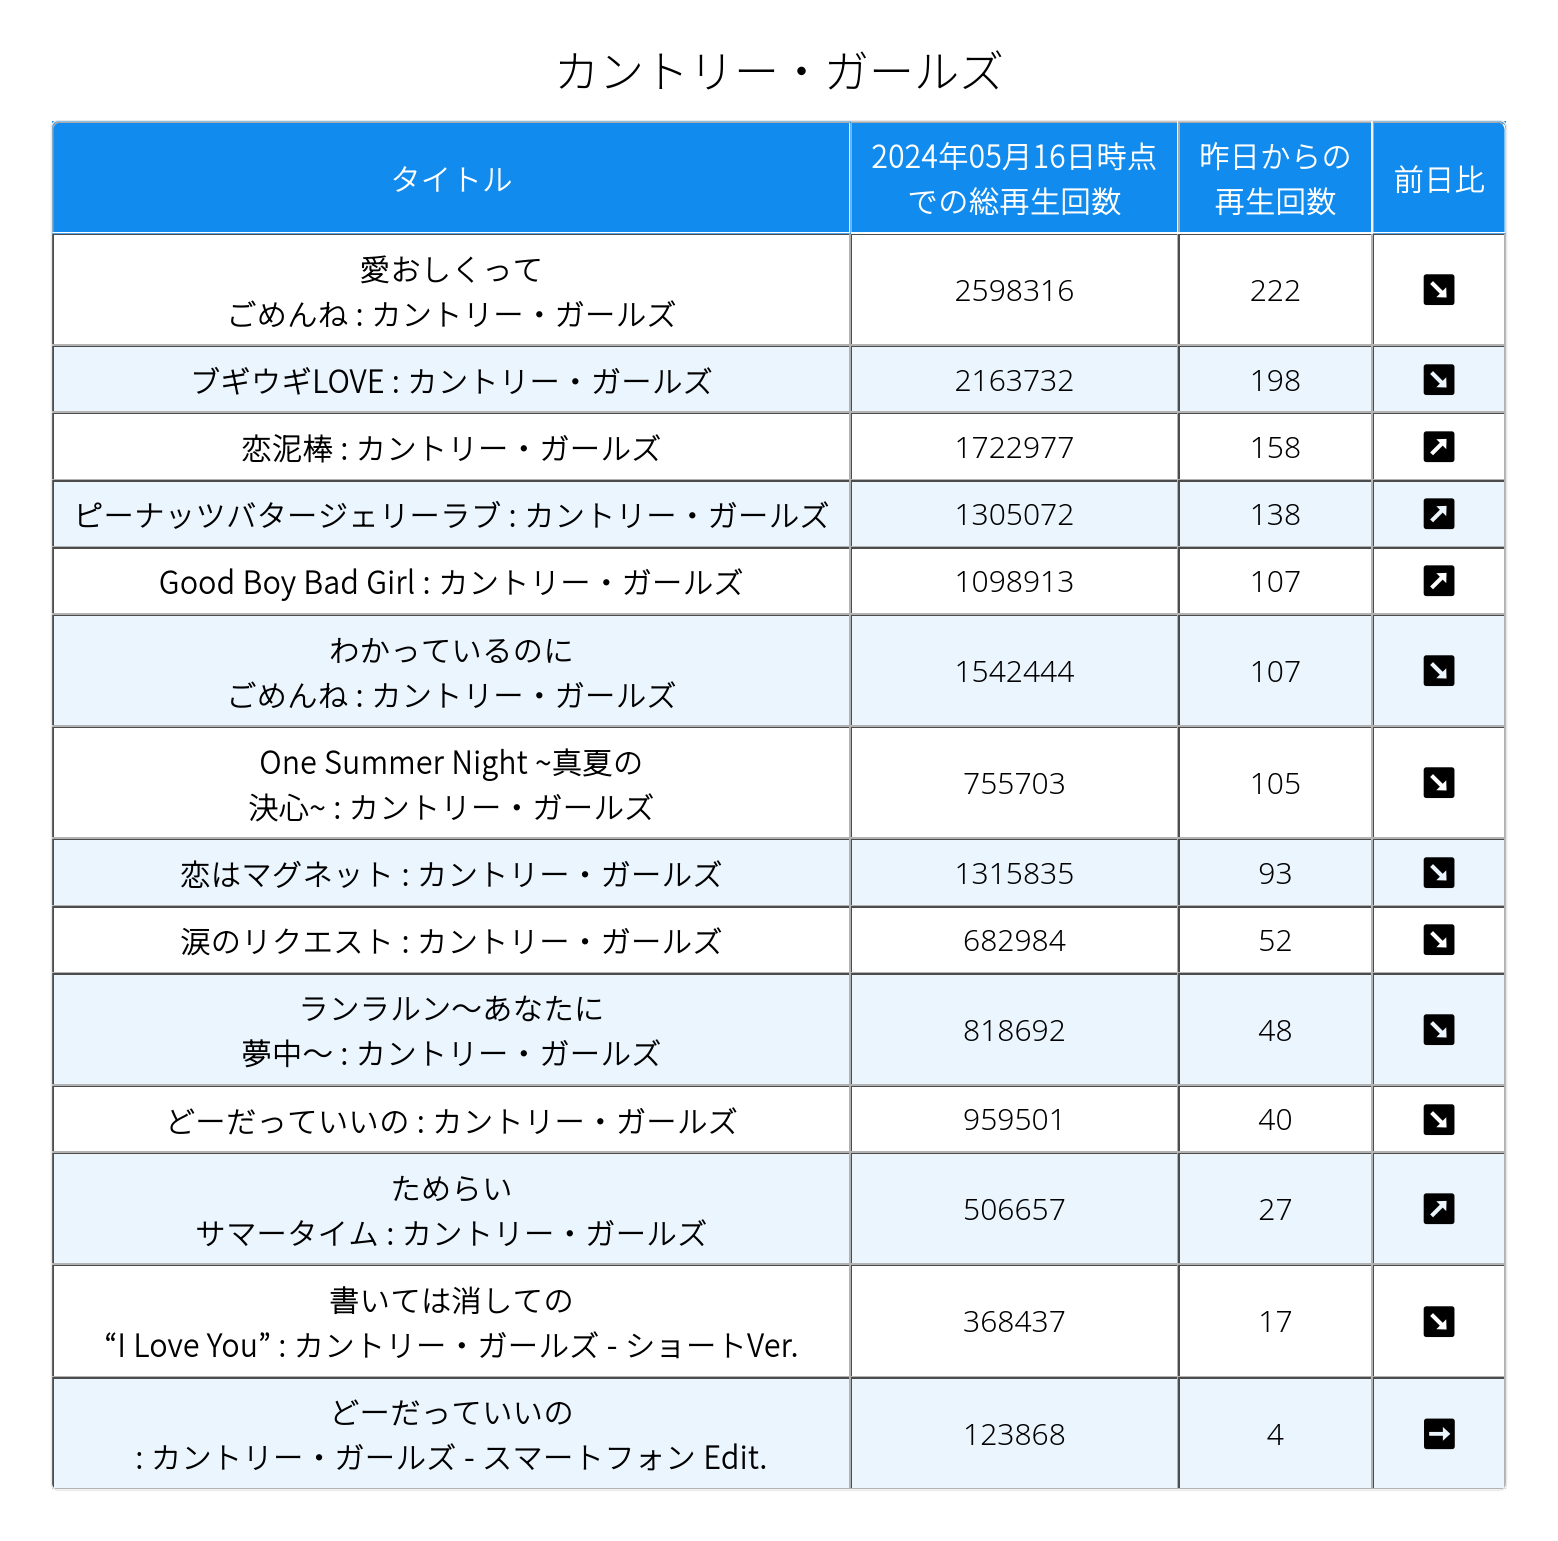 カントリー・ガールズ
タイトル
2024年05月16日時点
での総再生回数
昨日からの
再生回数
前日比
愛おしくって
ごめんね : カントリー・ガールズ
2598316
222
ブギウギLOVE : カントリー・ガールズ
2163732
198
恋泥棒 : カントリー・ガールズ
1722977
158
ピーナッツバタージェリーラブ : カントリー・ガールズ
1305072
138
Good Boy Bad Girl : カントリー・ガールズ
1098913
107
わかっているのに
ごめんね : カントリー・ガールズ
1542444
107
One Summer Night ~真夏の
決心~ : カントリー・ガールズ
755703
105
恋はマグネット : カントリー・ガールズ
1315835
93
涙のリクエスト : カントリー・ガールズ
682984
52
ランラルン～あなたに
夢中～ : カントリー・ガールズ
818692
48
どーだっていいの : カントリー・ガールズ
959501
40
ためらい
サマータイム : カントリー・ガールズ
506657
27
書いては消しての
“I Love You” : カントリー・ガールズ - ショートVer.
368437
17
どーだっていいの
: カントリー・ガールズ - スマートフォン Edit.
123868
4